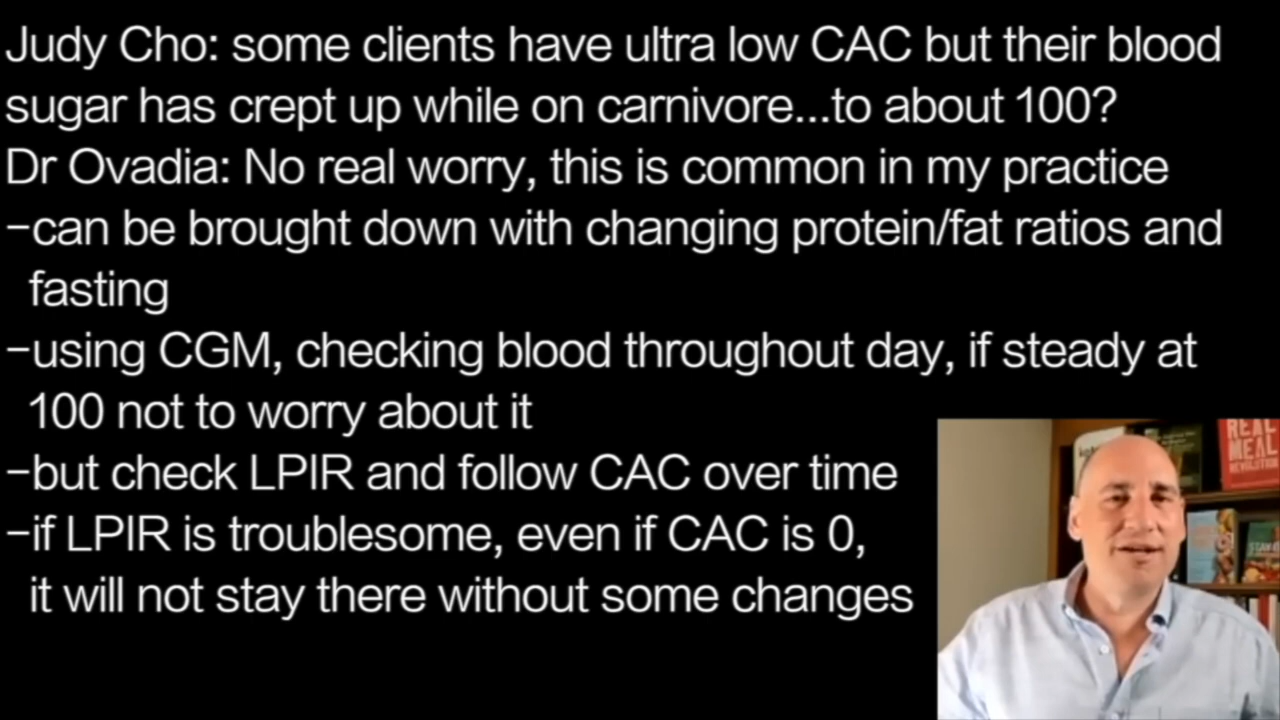 Judy Cho: some clients have ultra low CAC but their blood
sugar has crept up while on carnivore...to about 100?
Dr Ovadia: No real worry, this is common in my practice
−can be brought down with changing protein/fat ratios and
fasting
−using CGM, checking blood throughout day, if steady at
100 not to worry about it
−but check LPIR and follow CAC over time
−if LPIR is troublesome, even if CAC is 0,
it will not stay there without some changes
REAL
MEAL
REVOLUTION